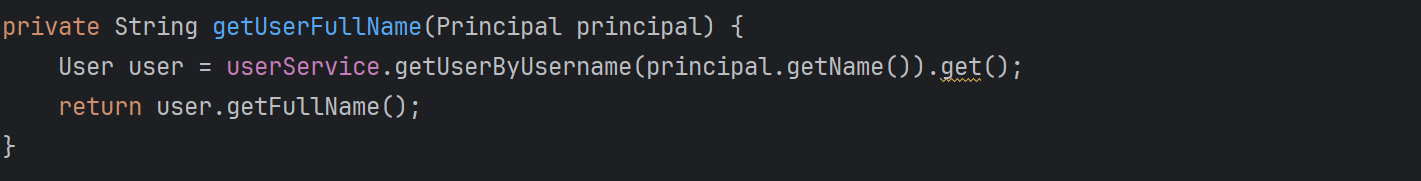 private String getUserFullName(Principal principal) {
    User user = userService.getUserByUsername(principal.getName()).get();
    return user.getFullName();
}